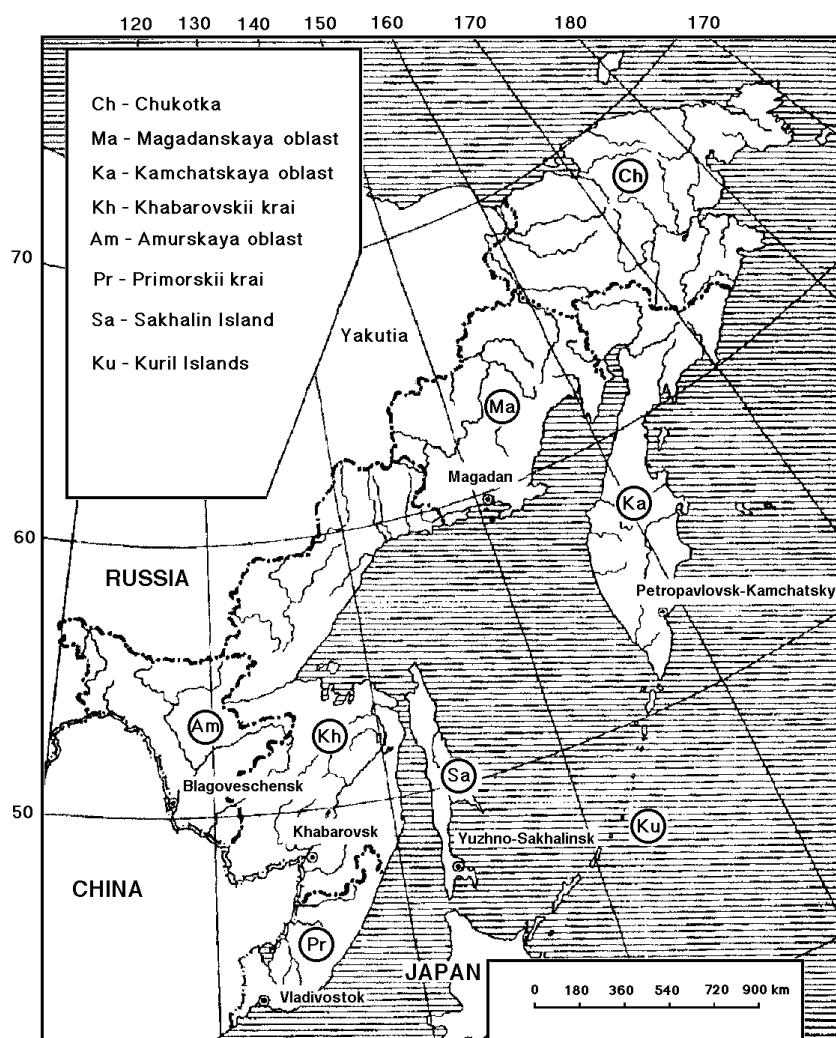 120 130 140 150 160 170 180 170
Ch - Chukotka
Ma - Magadanskaya oblast
Ka - Kamchatskaya oblast
Kh - Khabarovskii krai
Am - Amurskaya oblast
Pr - Primorskii krai
Sa - Sakhalin Island
Ku - Kuril Islands
Ch
70
Yakutia
Ma
Magadan
Ka
60
RUSSIA
Petropavlovsk-Kamchatsky
Am
Kh
Sa
Blagoveschensk
50
Khabarovsk
Yuzhno-Sakhalinsk
Ku
CHINA
Pr
JAPAN
Vladivostok
0 180 360 540 720 900 km